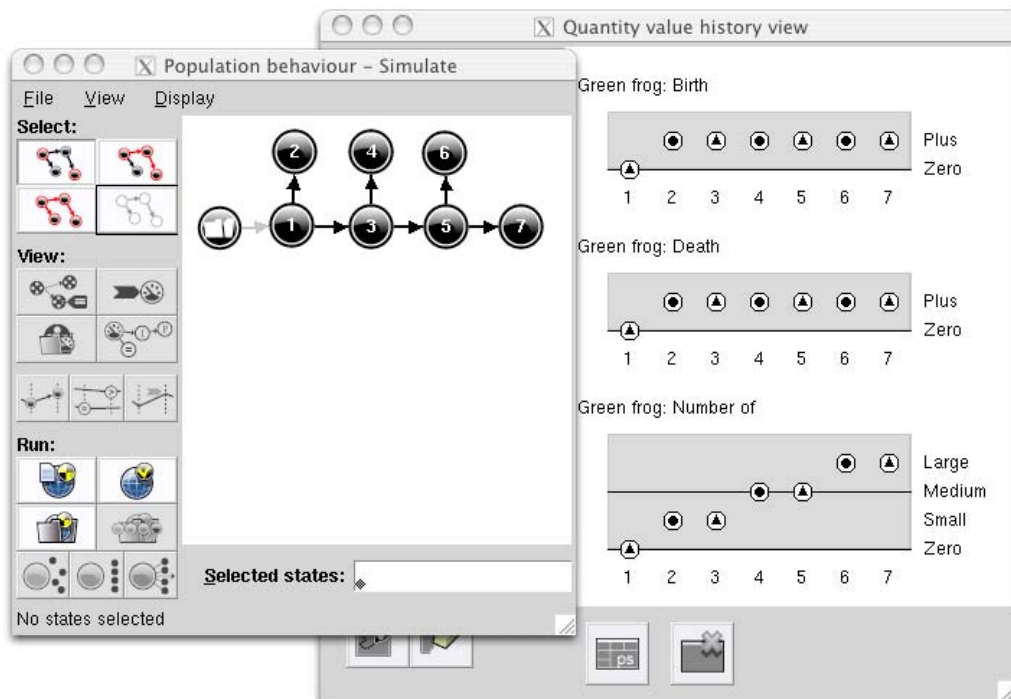 Quantity value history view
Population behaviour – Simulate
File View Display
Select:
2 4 6
1 3 5 7
View:
Run:
Selected states:
No states selected
Green frog: Birth
Plus
Zero
1 2 3 4 5 6 7
Green frog: Death
Plus
Zero
1 2 3 4 5 6 7
Green frog: Number of
Large
Medium
Small
Zero
1 2 3 4 5 6 7
ps